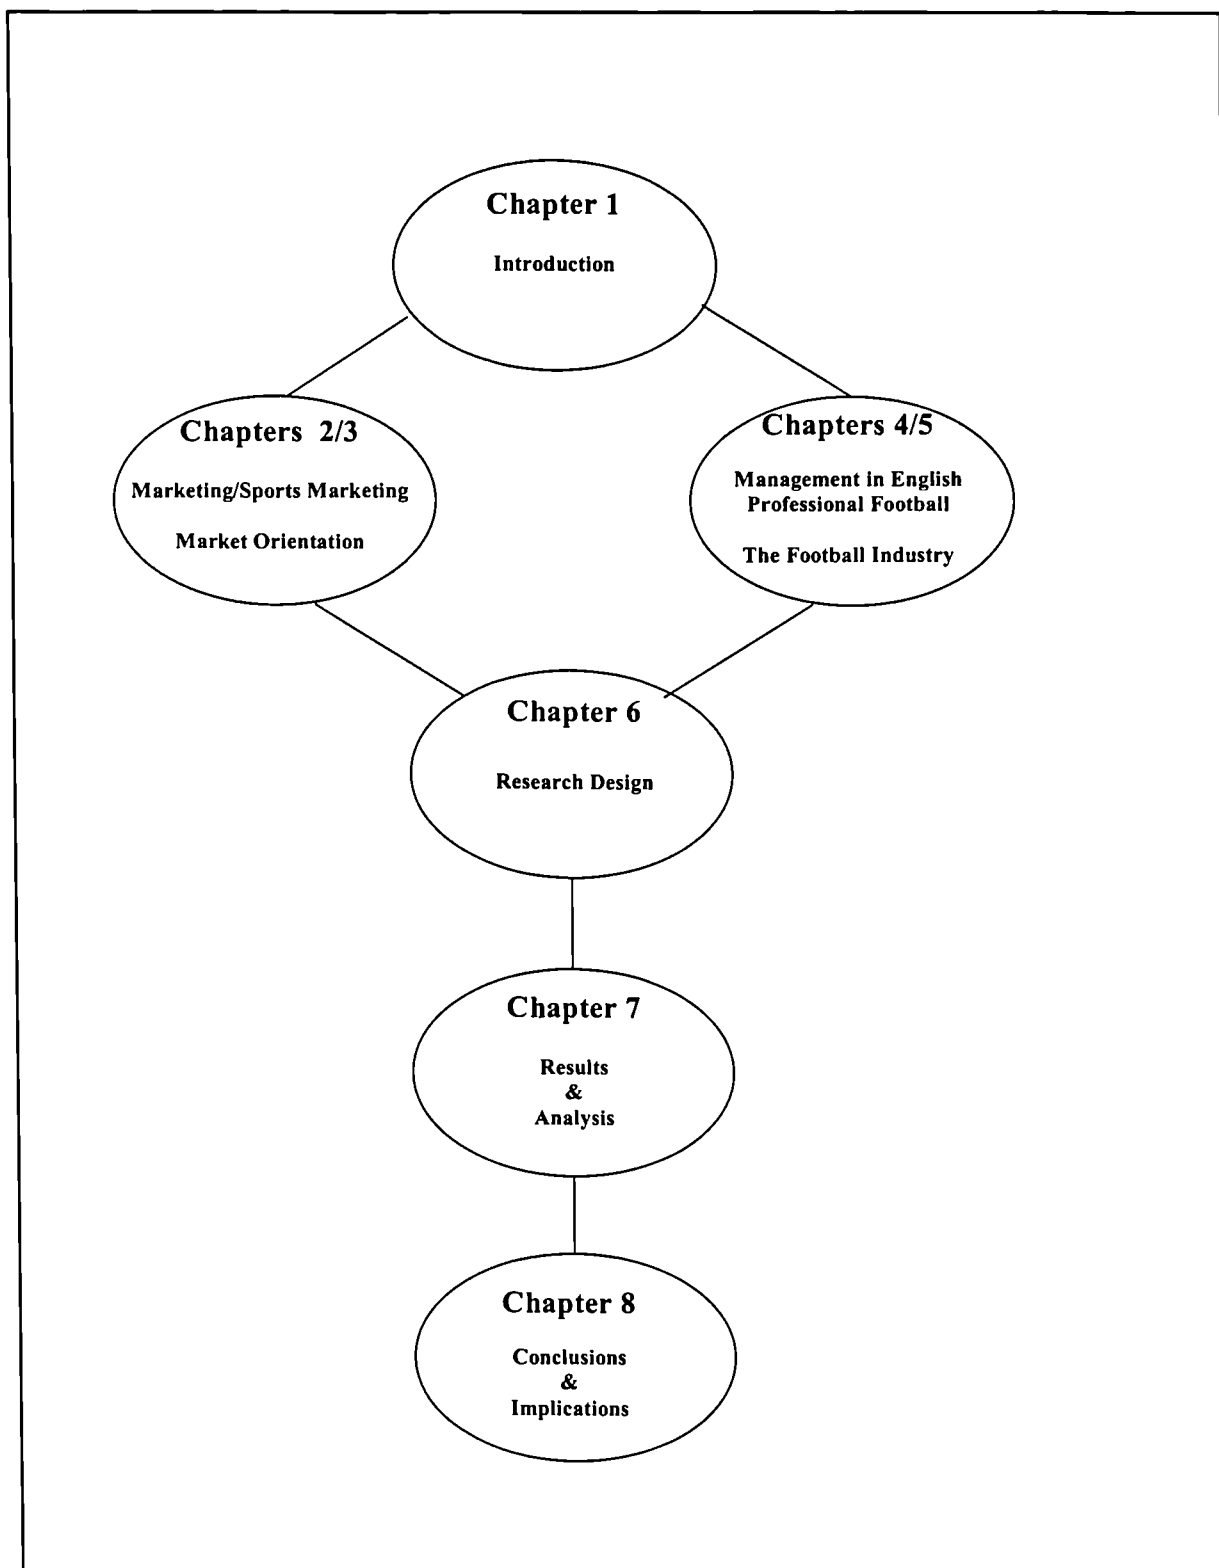 Chapter 1
Introduction
Chapters 2/3
Marketing/Sports Marketing
Market Orientation
Chapters 4/5
Management in English
Professional Football
The Football Industry
Chapter 6
Research Design
Chapter 7
Results
&
Analysis
Chapter 8
Conclusions
&
Implications